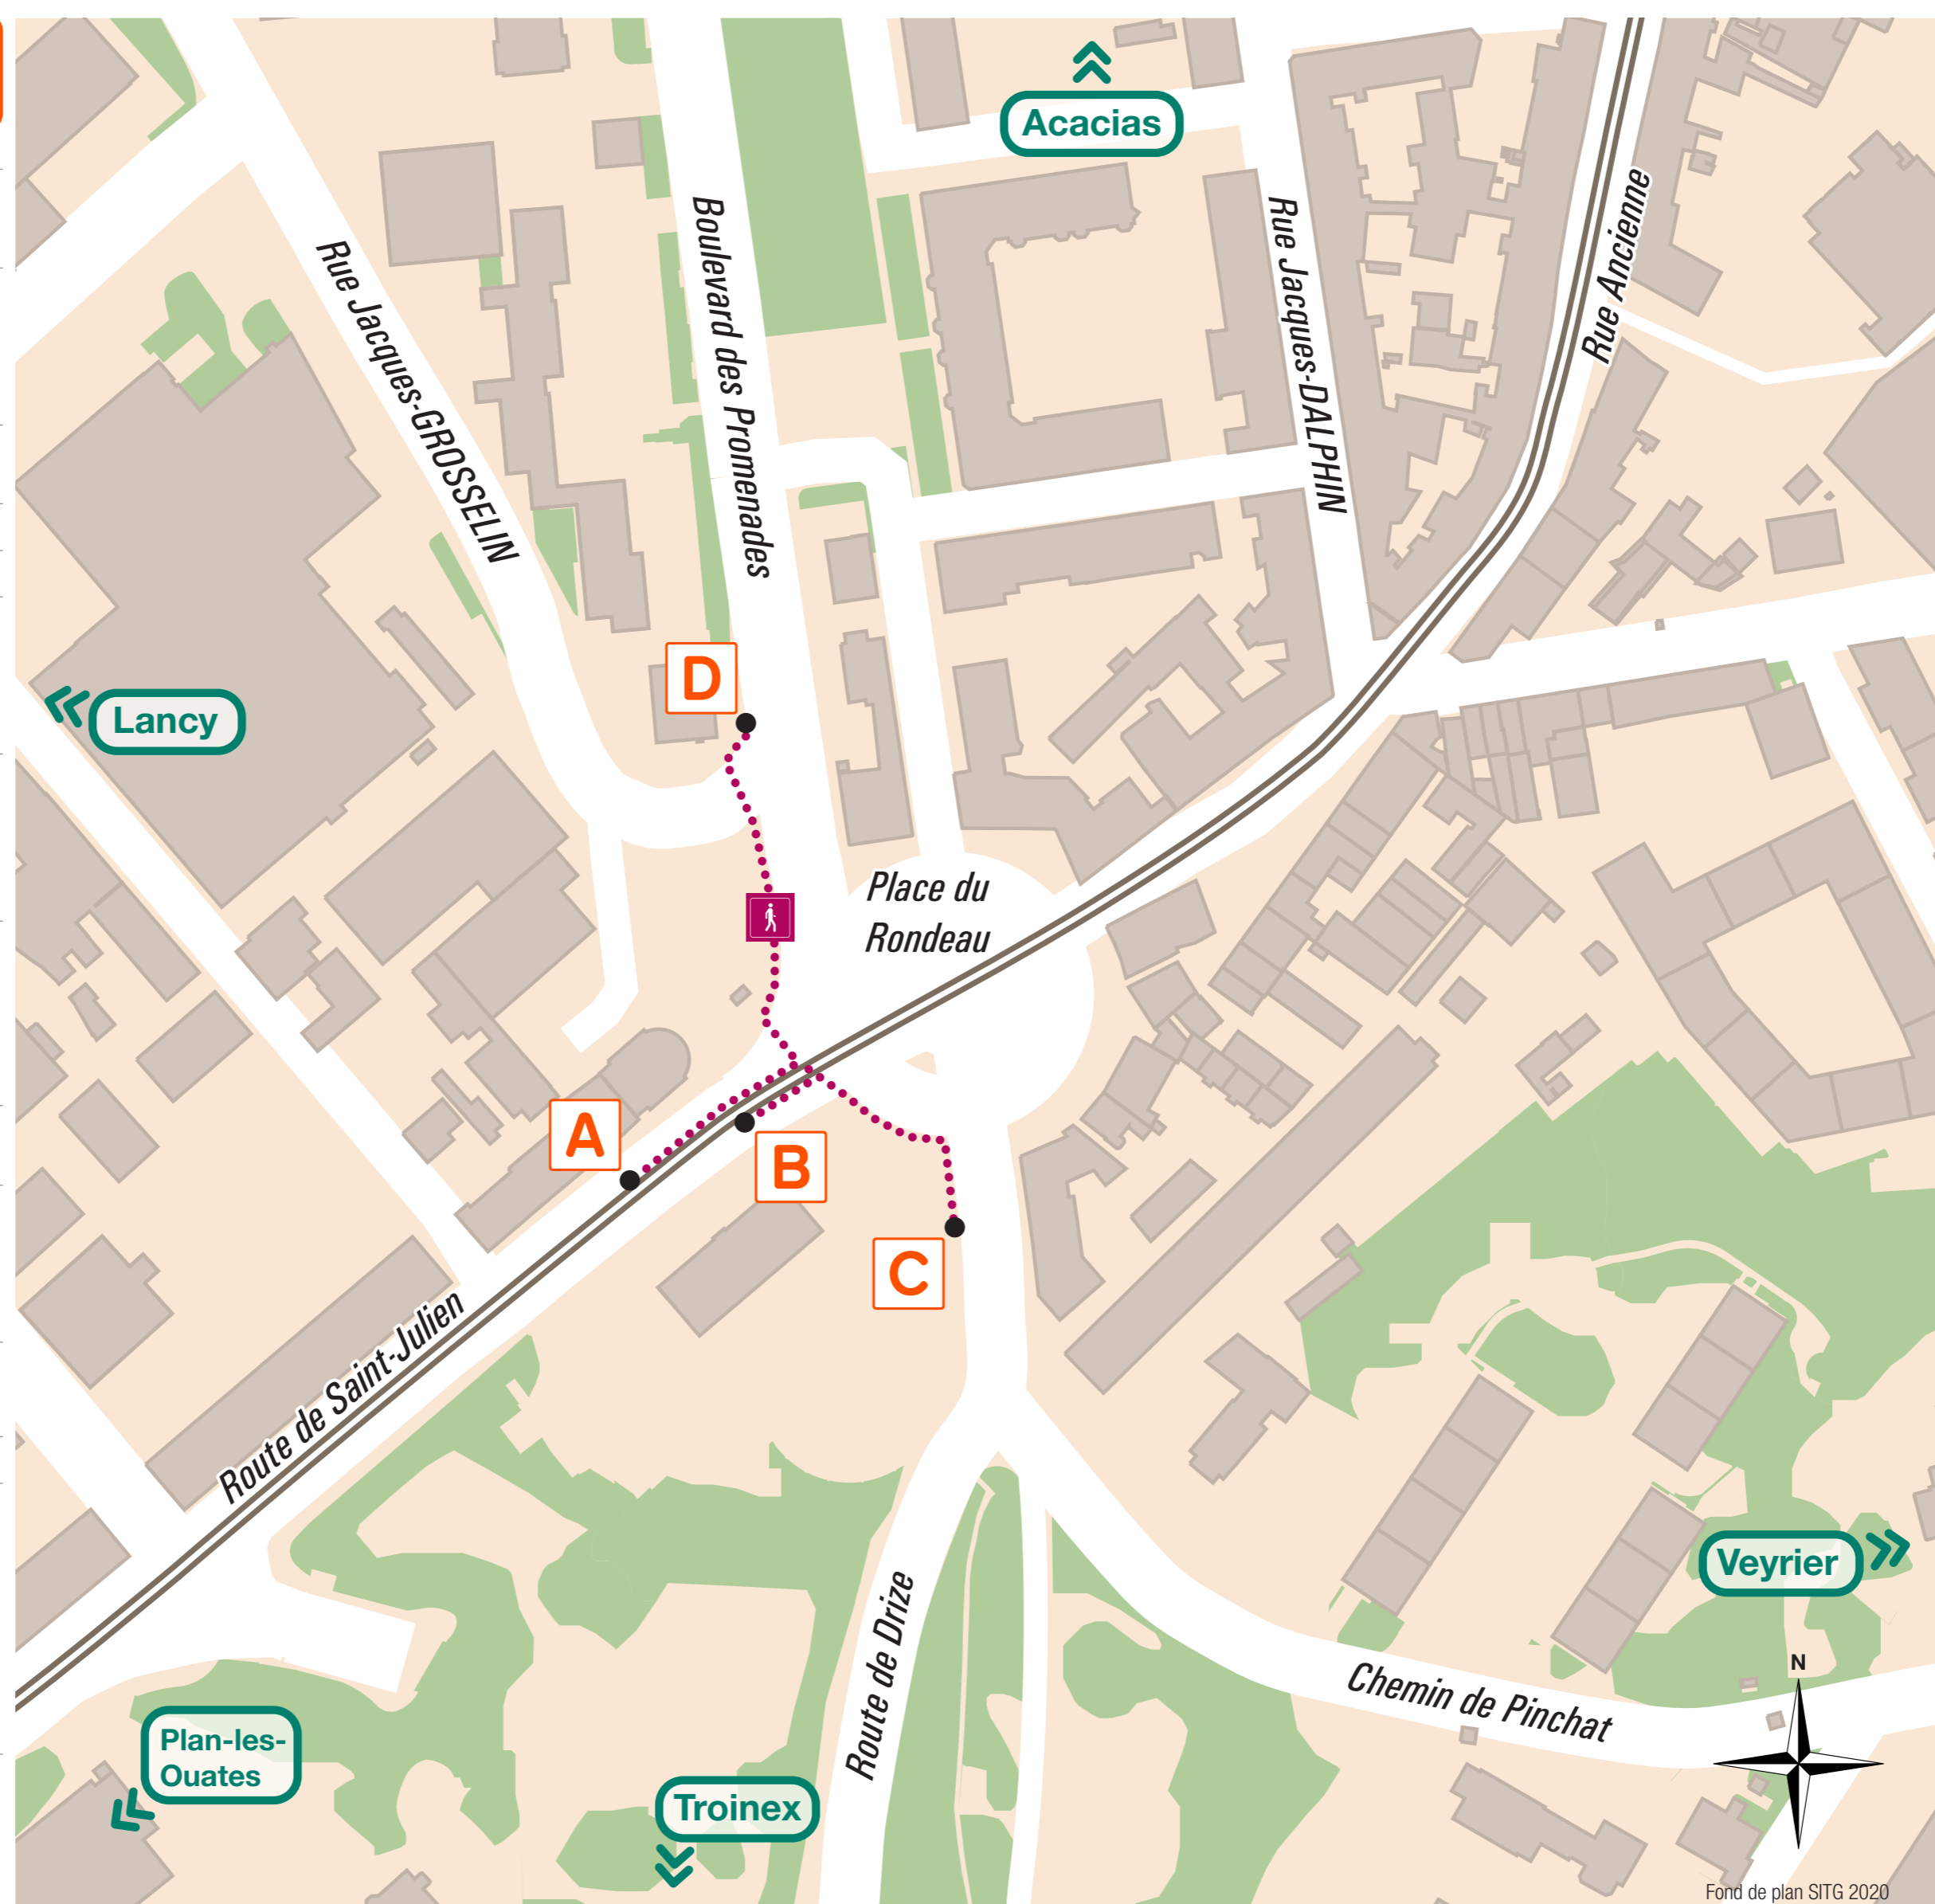 Acacias
Rue Jacques-GROSSELIN
Boulevard des Promenades
Rue Jacques-DALPHIN
Rue Ancienne
D
Lancy
Place du
Rondeau
A
B
C
Route de Saint-Julien
Veyrier
N
Route de Drize
Chemin de Pinchat
Plan-les-
Ouates
Troinex
Fond de plan SITG 2020